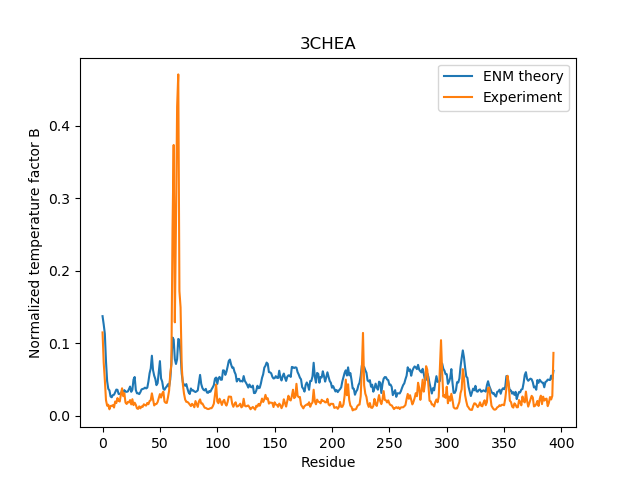 3CHEA
ENM theory
Experiment
Normalized temperature factor B
0.4
0.3
0.2
0.1
0.0
0 50 100 150 200 250 300 350 400
Residue